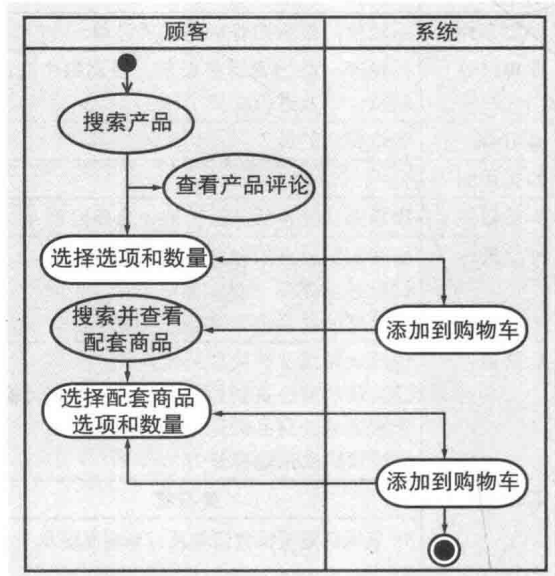 顾客
系统
搜索产品
查看产品评论
选择选项和数量
搜索并查看
配套商品
添加到购物车
选择配套商品
选项和数量
添加到购物车